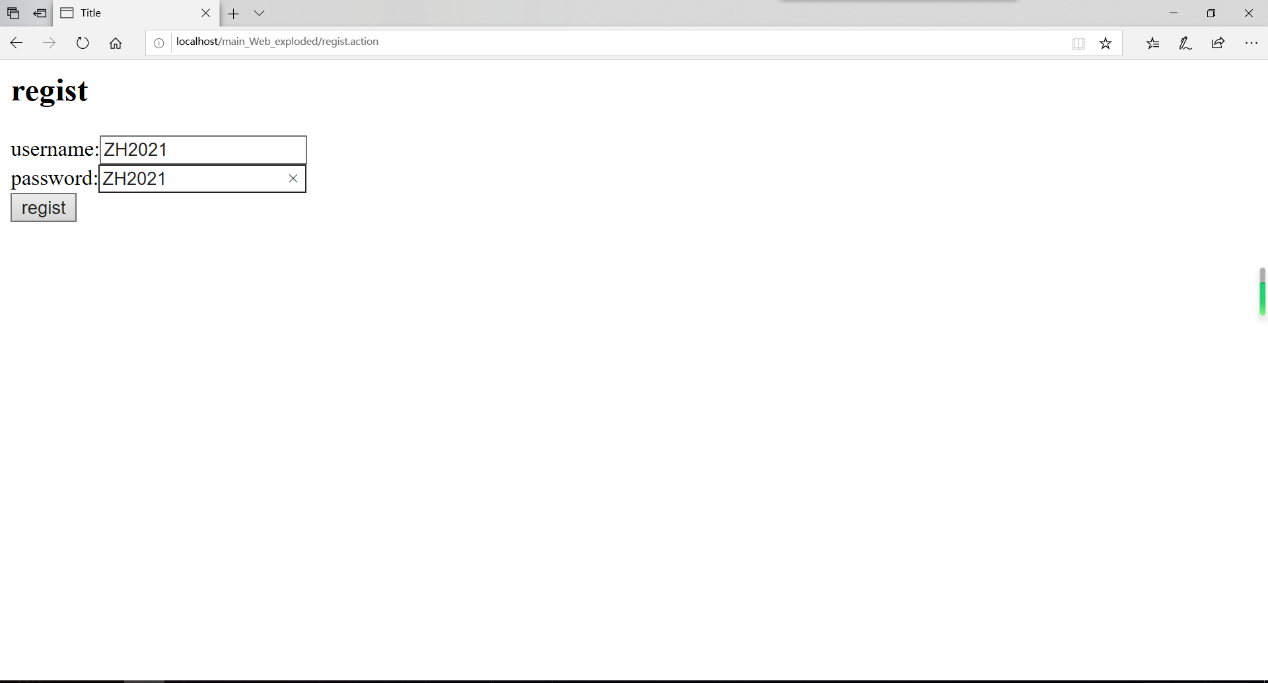 Title
localhost/main_Web_exploded/regist.action
regist
username:ZH2021
password:ZH2021
regist